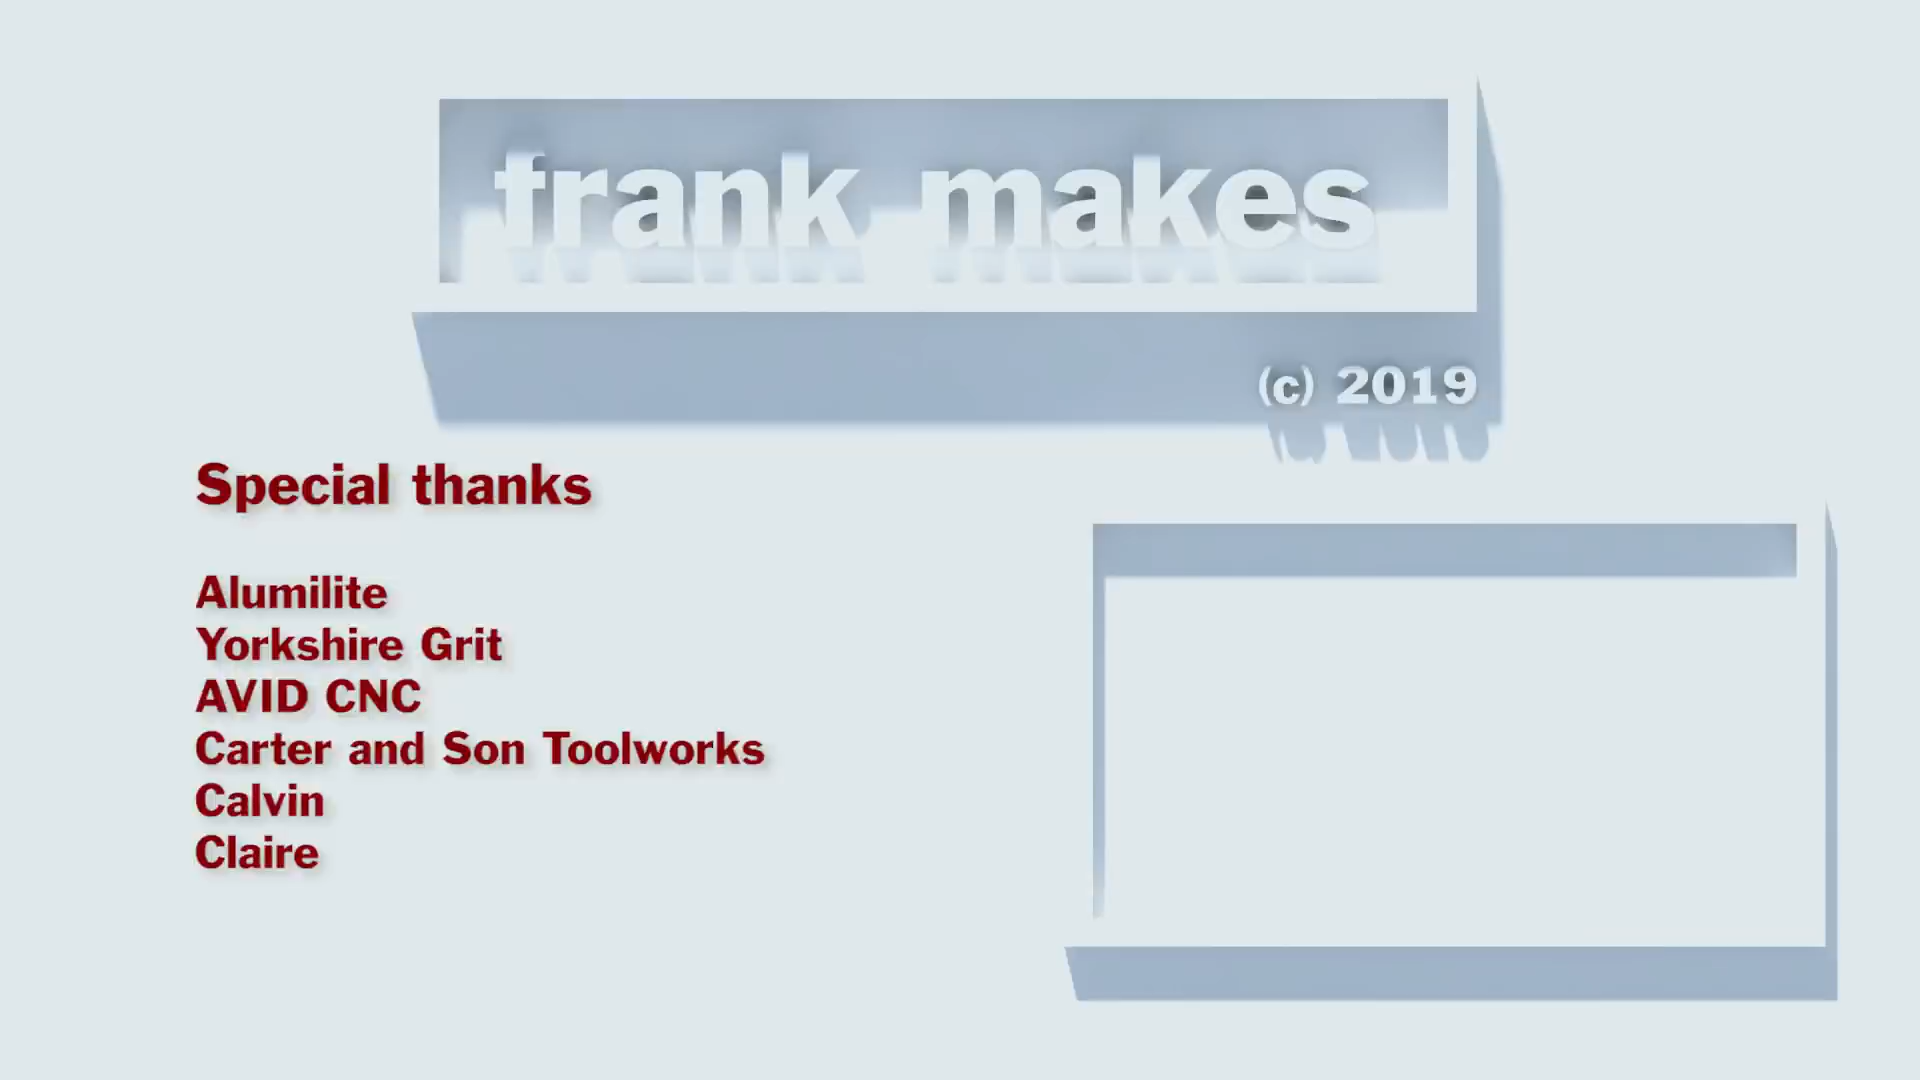 frank makes
(c) 2019
Special thanks
Alumilite
Yorkshire Grit
AVID CNC
Carter and Son Toolworks
Calvin
Claire